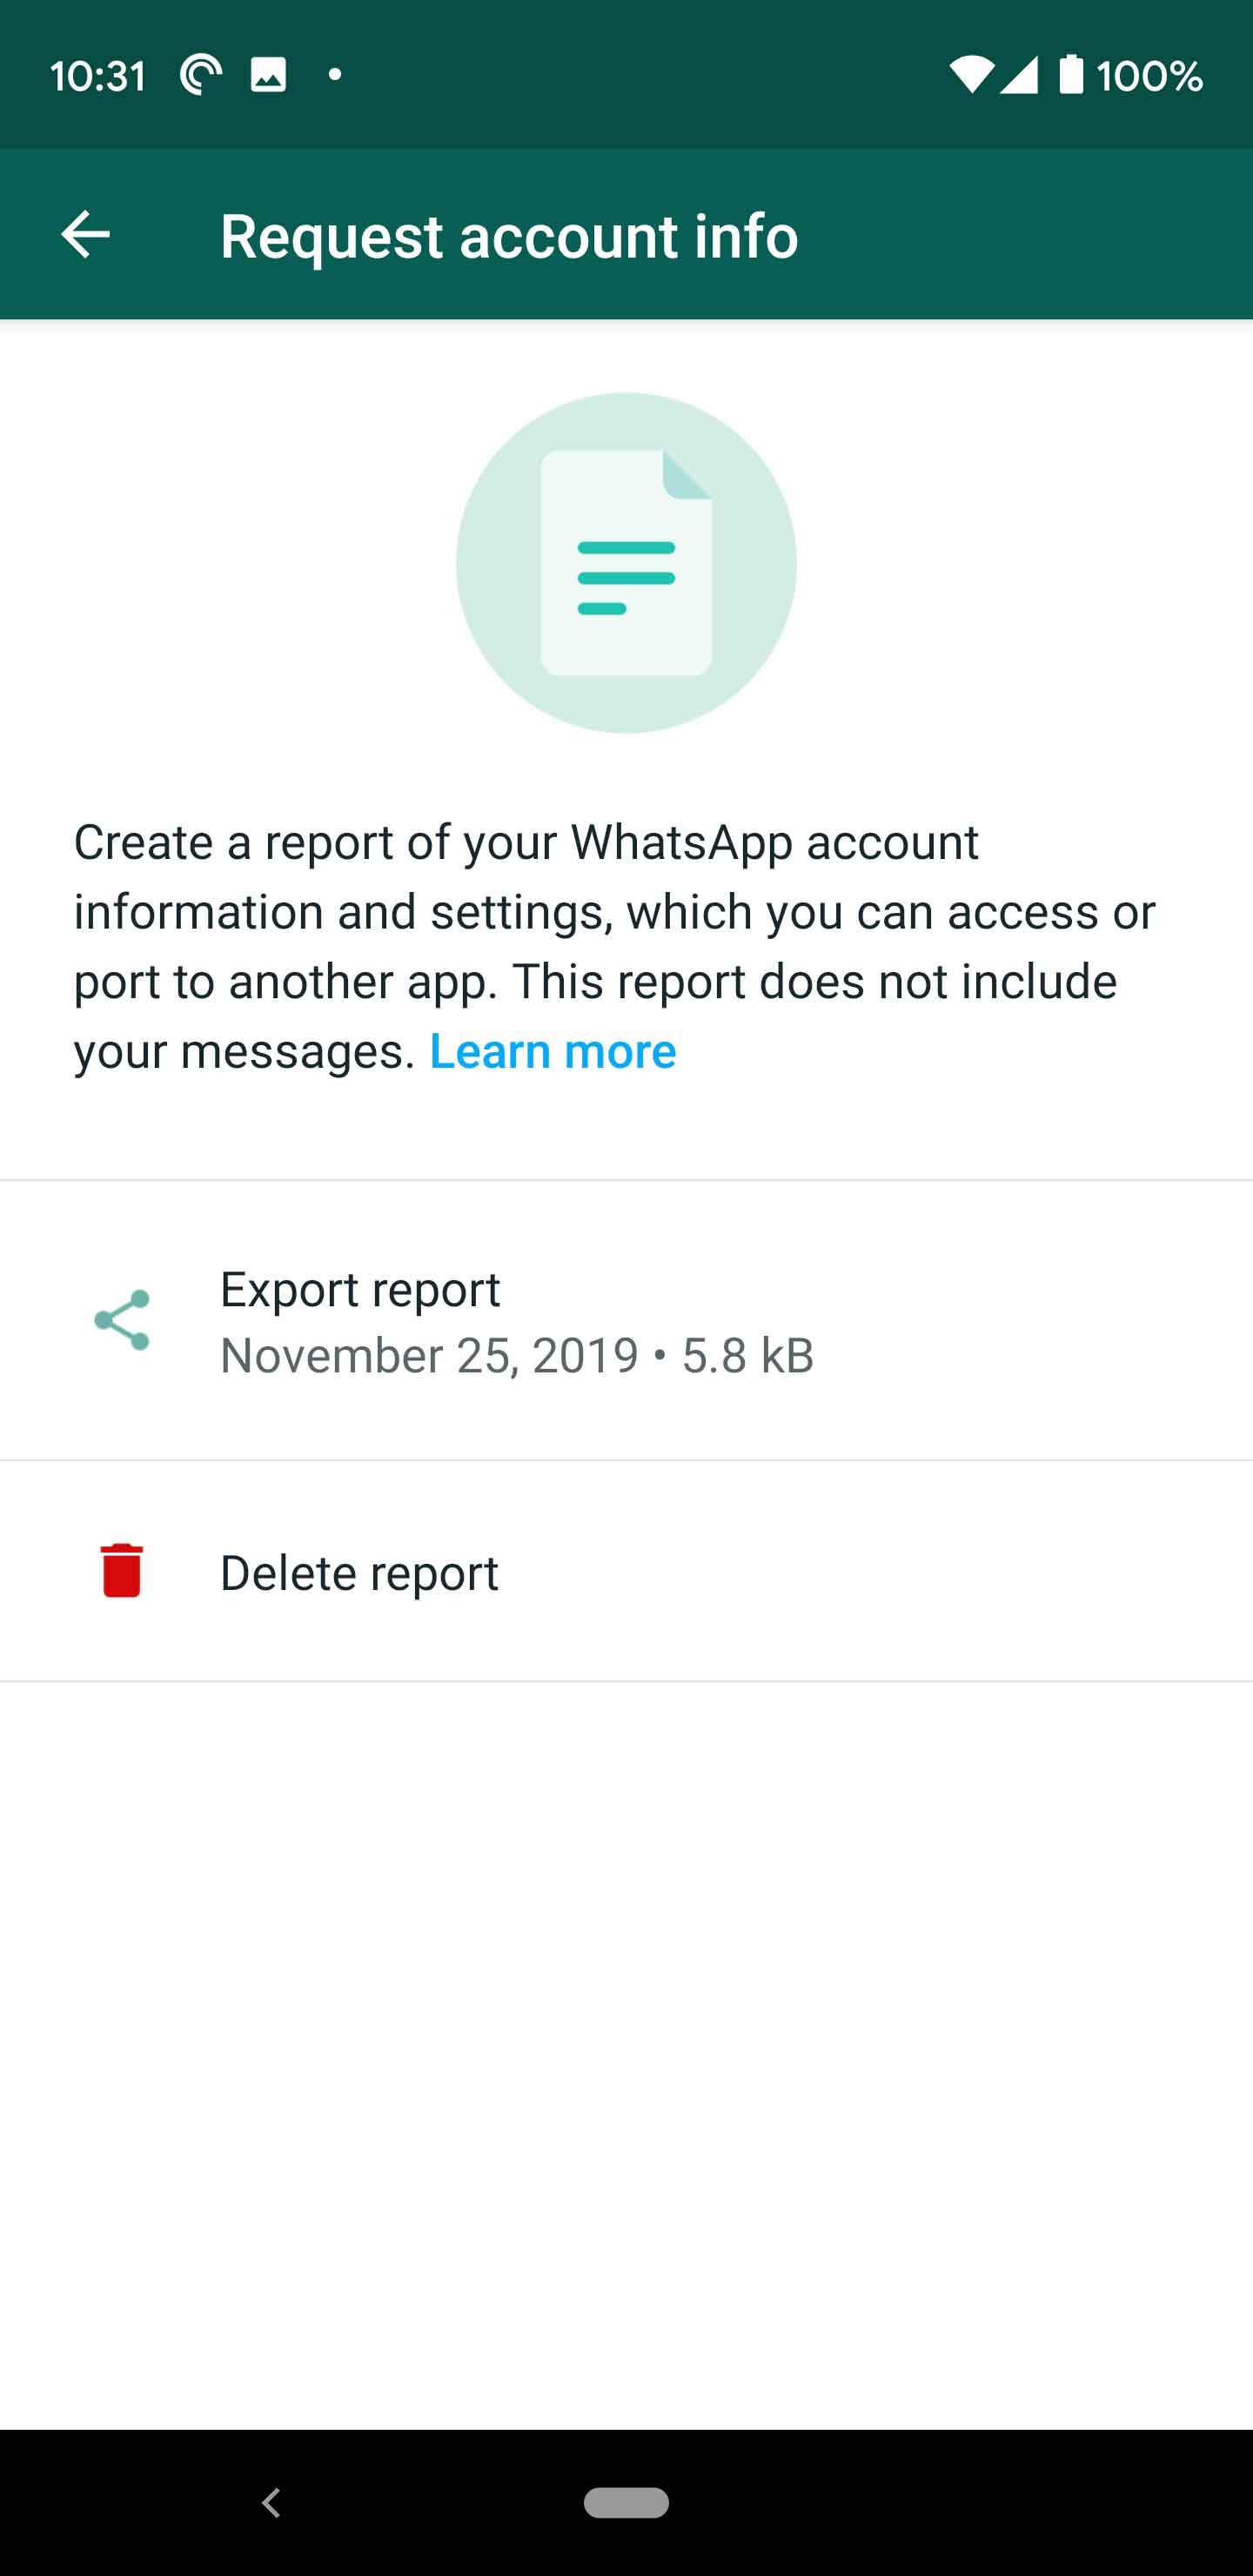 10:31
100%
Request account info
Create a report of your WhatsApp account
information and settings, which you can access or
port to another app. This report does not include
your messages. Learn more
Export report
November 25, 2019 • 5.8 kB
Delete report